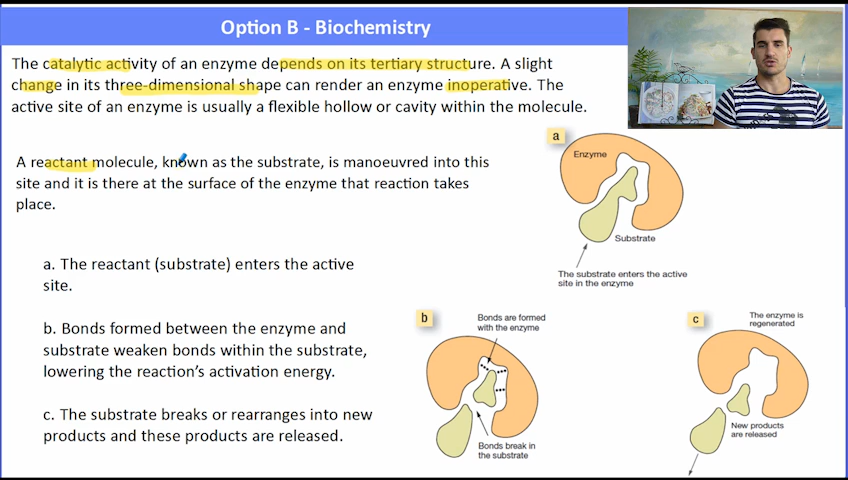 Option B - Biochemistry
The catalytic activity of an enzyme depends on its tertiary structure. A slight
change in its three-dimensional shape can render an enzyme inoperative. The
active site of an enzyme is usually a flexible hollow or cavity within the molecule.
A reactant molecule, known as the substrate, is manoeuvred into this
site and it is there at the surface of the enzyme that reaction takes
place.
a
Enzyme
Substrate
The substrate enters the active
site in the enzyme
a. The reactant (substrate) enters the active
site.
b. Bonds formed between the enzyme and
substrate weaken bonds within the substrate,
lowering the reaction's activation energy.
c. The substrate breaks or rearranges into new
products and these products are released.
b
Bonds are formed
with the enzyme
Bonds break in
the substrate
c
The enzyme is
regenerated
New products
are released